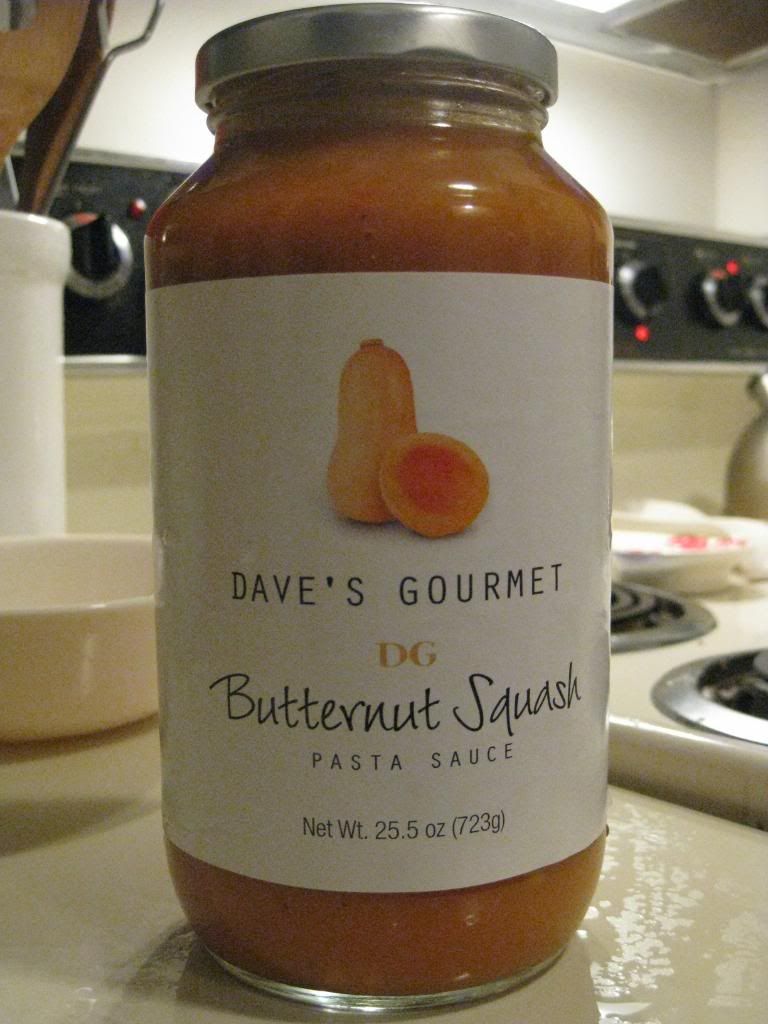 DAVE'S GOURMET
DG
Butternut Squash
PASTA SAUCE
Net Wt. 25.5 oz (723g)